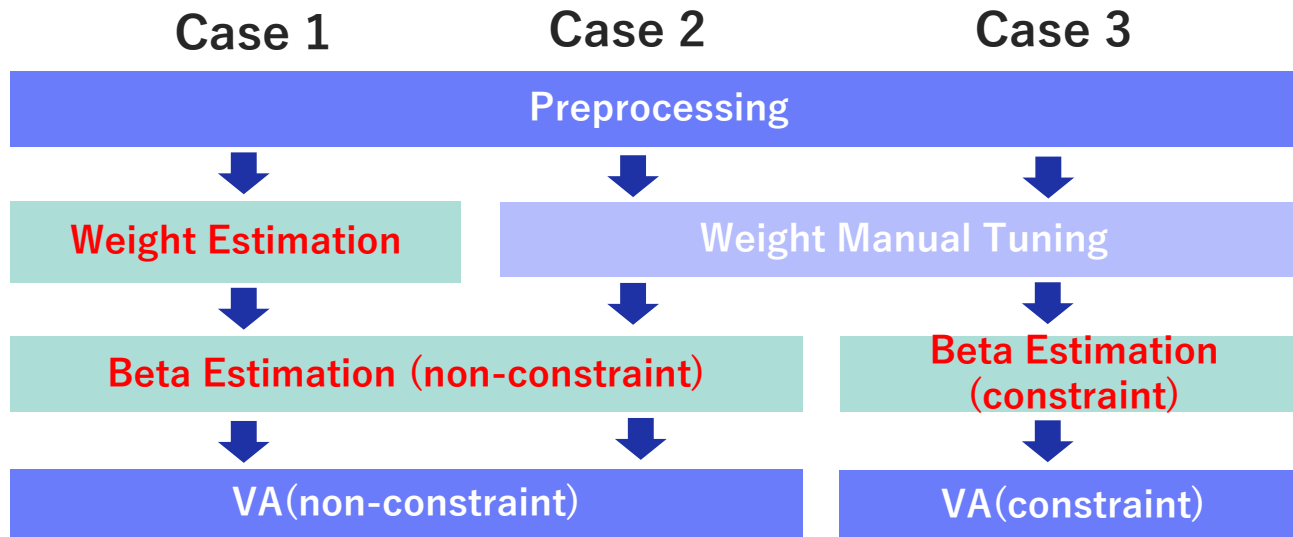 Case 1
Case 2
Case 3
Preprocessing
Weight Estimation
Weight Manual Tuning
Beta Estimation (non-constraint)
Beta Estimation
(constraint)
VA(non-constraint)
VA(constraint)